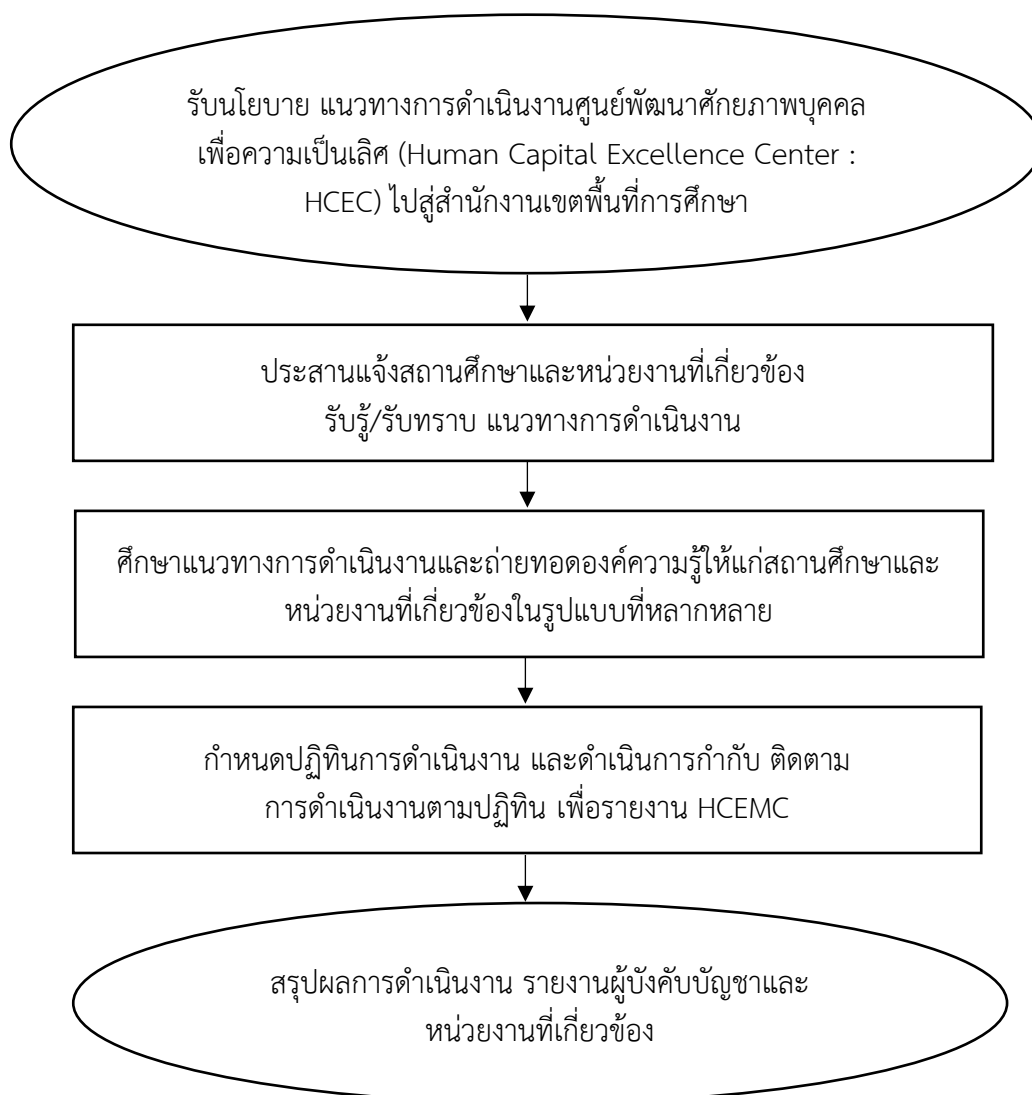 รับนโยบาย แนวทางการดำเนินงานศูนย์พัฒนาศักยภาพบุคคล
เพื่อความเป็นเลิศ (Human Capital Excellence Center :
HCEC) ไปสู่สำนักงานเขตพื้นที่การศึกษา
ประสานแจ้งสถานศึกษาและหน่วยงานที่เกี่ยวข้อง
รับรู้/รับทราบ แนวทางการดำเนินงาน
ศึกษาแนวทางการดำเนินงานและถ่ายทอดองค์ความรู้ให้แก่สถานศึกษาและ
หน่วยงานที่เกี่ยวข้องในรูปแบบที่หลากหลาย
กำหนดปฏิทินการดำเนินงาน และดำเนินการกำกับ ติดตาม
การดำเนินงานตามปฏิทิน เพื่อรายงาน HCEMC
สรุปผลการดำเนินงาน รายงานผู้บังคับบัญชาและ
หน่วยงานที่เกี่ยวข้อง